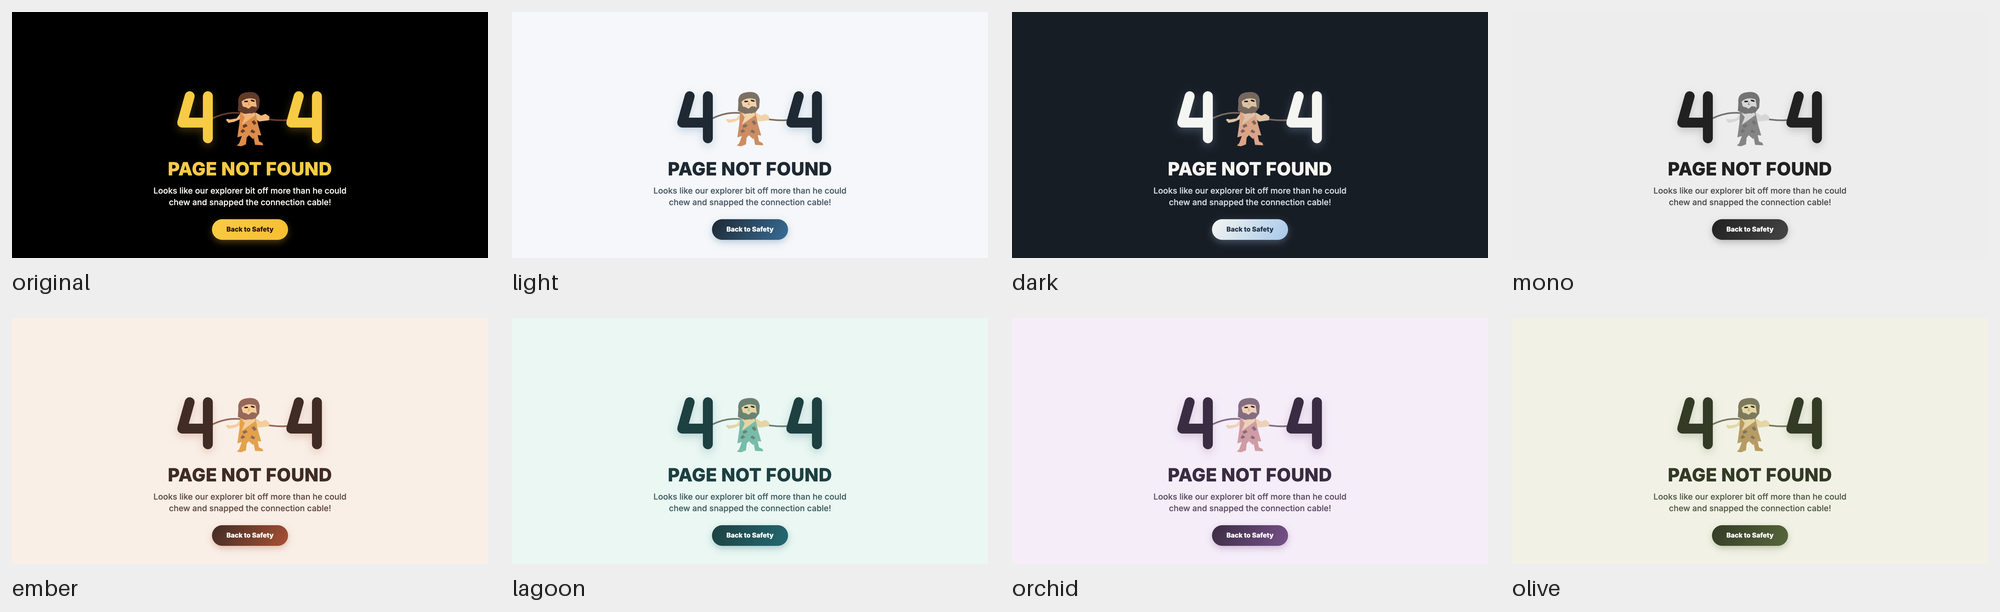 4 4
PAGE NOT FOUND
Looks like our explorer bit off more than he could
chew and snapped the connection cable!
Back to Safety
original
4 4
PAGE NOT FOUND
Looks like our explorer bit off more than he could
chew and snapped the connection cable!
Back to Safety
light
4 4
PAGE NOT FOUND
Looks like our explorer bit off more than he could
chew and snapped the connection cable!
Back to Safety
dark
4 4
PAGE NOT FOUND
Looks like our explorer bit off more than he could
chew and snapped the connection cable!
Back to Safety
mono
4 4
PAGE NOT FOUND
Looks like our explorer bit off more than he could
chew and snapped the connection cable!
Back to Safety
ember
4 4
PAGE NOT FOUND
Looks like our explorer bit off more than he could
chew and snapped the connection cable!
Back to Safety
lagoon
4 4
PAGE NOT FOUND
Looks like our explorer bit off more than he could
chew and snapped the connection cable!
Back to Safety
orchid
4 4
PAGE NOT FOUND
Looks like our explorer bit off more than he could
chew and snapped the connection cable!
Back to Safety
olive